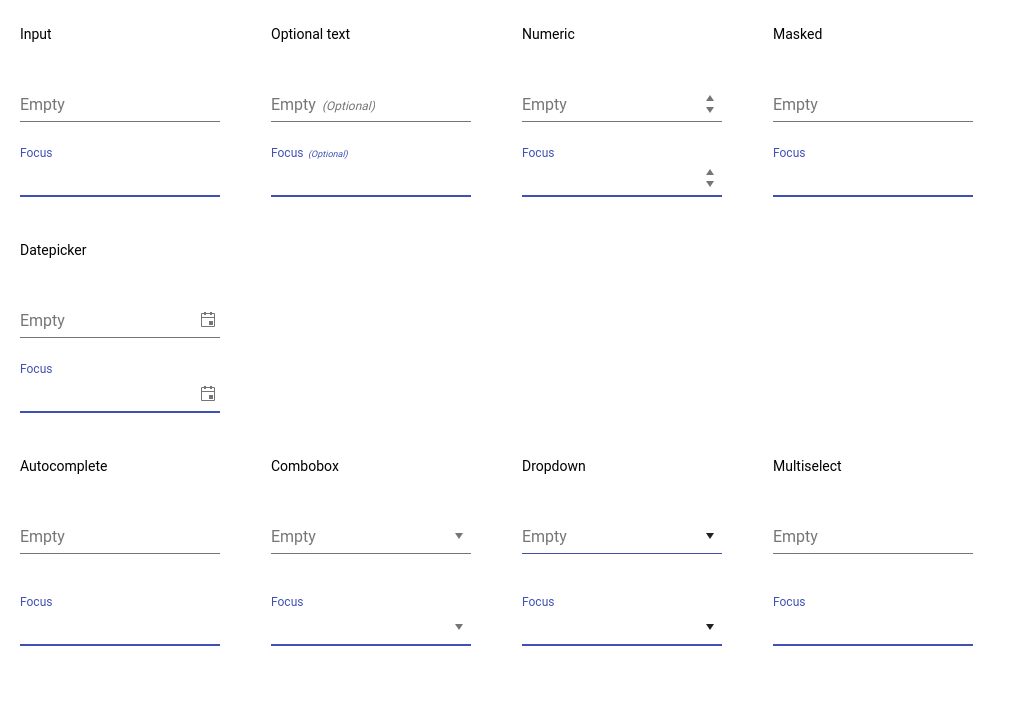 Input Optional text Numeric Masked
Empty Empty (Optional) Empty Empty
Focus Focus (Optional) Focus Focus
Datepicker
Empty
Focus
Autocomplete Combobox Dropdown Multiselect
Empty Empty Empty Empty
Focus Focus Focus Focus